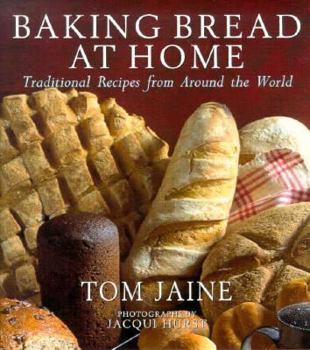 BAKING BREAD
AT HOME
Traditional Recipes from Around the World
TOM JAINE
PHOTOGRAPHS BY
JACQUI HURST